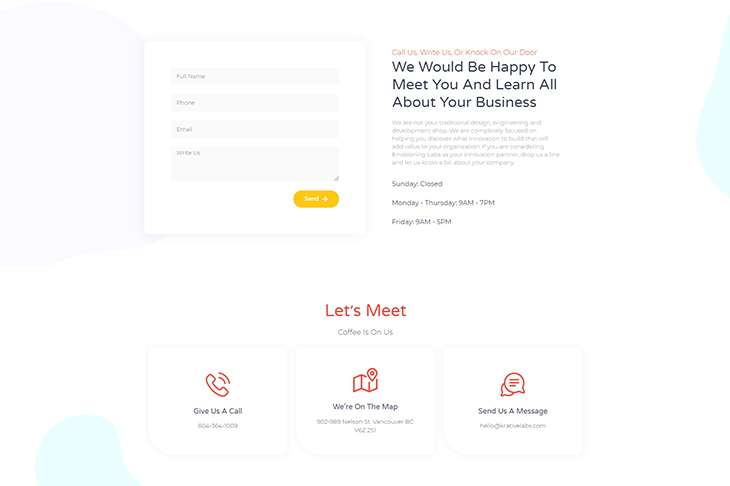 Full Name
Phone
Email
Write Us
Send
Call Us, Write Us, Or Knock On Our Door
We Would Be Happy To
Meet You And Learn All
About Your Business
We are not your traditional design, engineering and
development shop. We are completely focused on
helping you discover what innovation to build that will
add value to your organization. If you are considering
Envisioning Labs as your innovation partner, drop us a line
and let us know a bit about your company.
Sunday: Closed
Monday - Thursday: 9AM - 7PM
Friday: 9AM - 5PM
Let's Meet
Coffee Is On Us
Give Us A Call
604-364-1009
We're On The Map
902-989 Nelson St. Vancouver BC
V6Z 2S1
Send Us A Message
hello@krativelabs.com